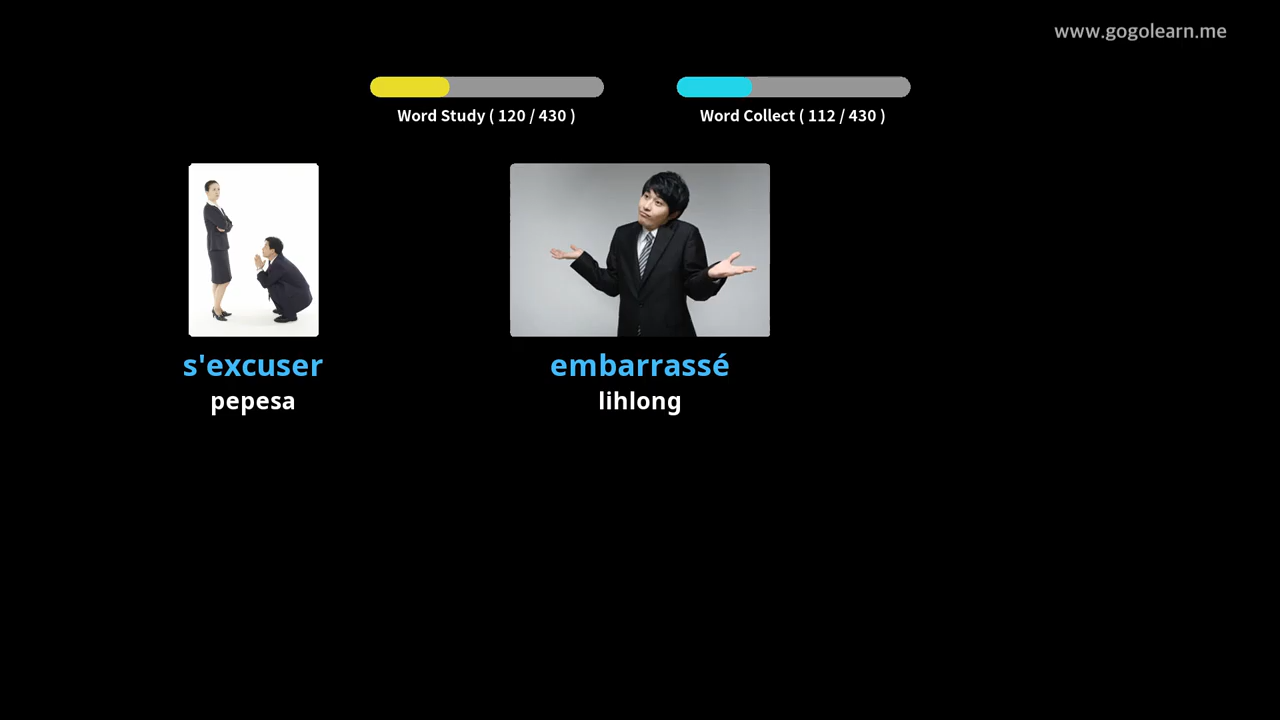 www.gogolearn.me
Word Study ( 120 / 430 )
Word Collect ( 112 / 430 )
s'excuser
pepesa
embarrassé
lihlong